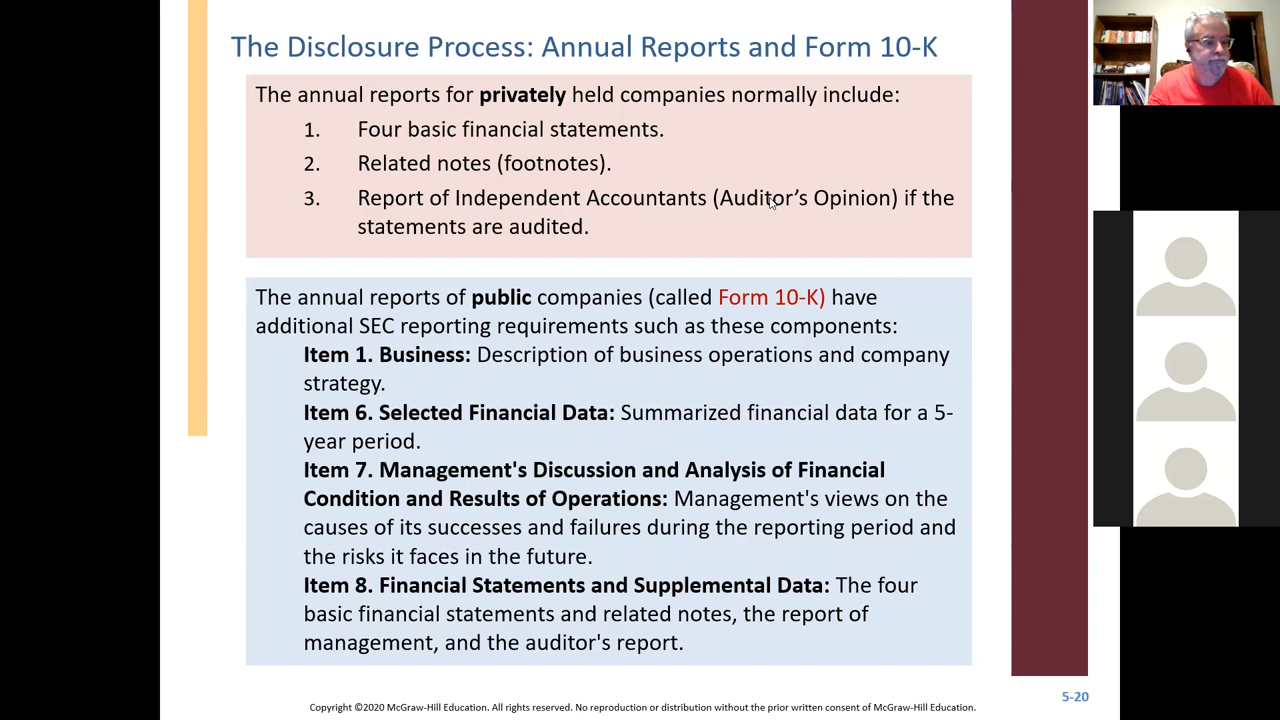 The Disclosure Process: Annual Reports and Form 10-K
The annual reports for privately held companies normally include:
1. Four basic financial statements.
2. Related notes (footnotes).
3. Report of Independent Accountants (Auditor’s Opinion) if the
statements are audited.
The annual reports of public companies (called Form 10-K) have
additional SEC reporting requirements such as these components:
Item 1. Business: Description of business operations and company
strategy.
Item 6. Selected Financial Data: Summarized financial data for a 5-
year period.
Item 7. Management's Discussion and Analysis of Financial
Condition and Results of Operations: Management's views on the
causes of its successes and failures during the reporting period and
the risks it faces in the future.
Item 8. Financial Statements and Supplemental Data: The four
basic financial statements and related notes, the report of
management, and the auditor's report.
5-20
Copyright ©2020 McGraw-Hill Education. All rights reserved. No reproduction or distribution without the prior written consent of McGraw-Hill Education.